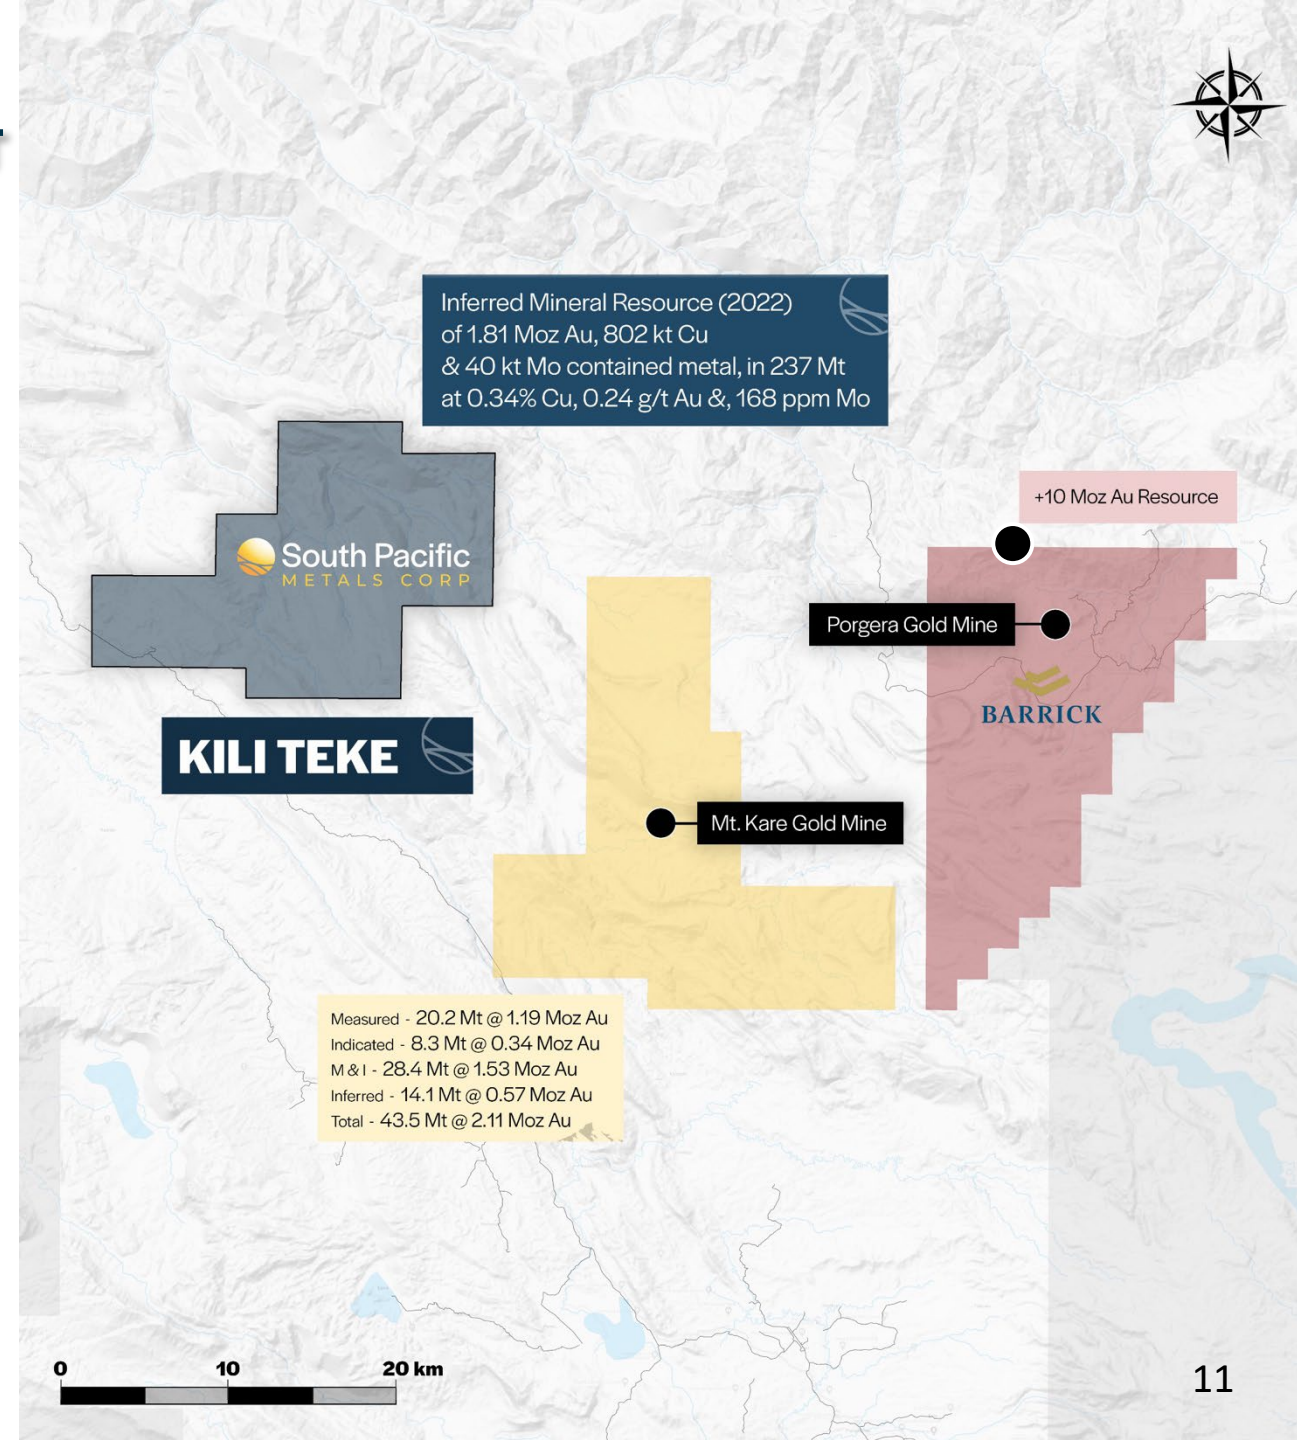 Inferred Mineral Resource (2022)
of 1.81 Moz Au, 802 kt Cu
& 40 kt Mo contained metal, in 237 Mt
at 0.34% Cu, 0.24 g/t Au &, 168 ppm Mo
+10 Moz Au Resource
South Pacific
METALS CORP
Porgera Gold Mine
BARRICK
KILI TEKE
Mt. Kare Gold Mine
Measured - 20.2 Mt @ 1.19 Moz Au
Indicated - 8.3 Mt @ 0.34 Moz Au
M & I - 28.4 Mt @ 1.53 Moz Au
Inferred - 14.1 Mt @ 0.57 Moz Au
Total - 43.5 Mt @ 2.11 Moz Au
0 10 20 km
11